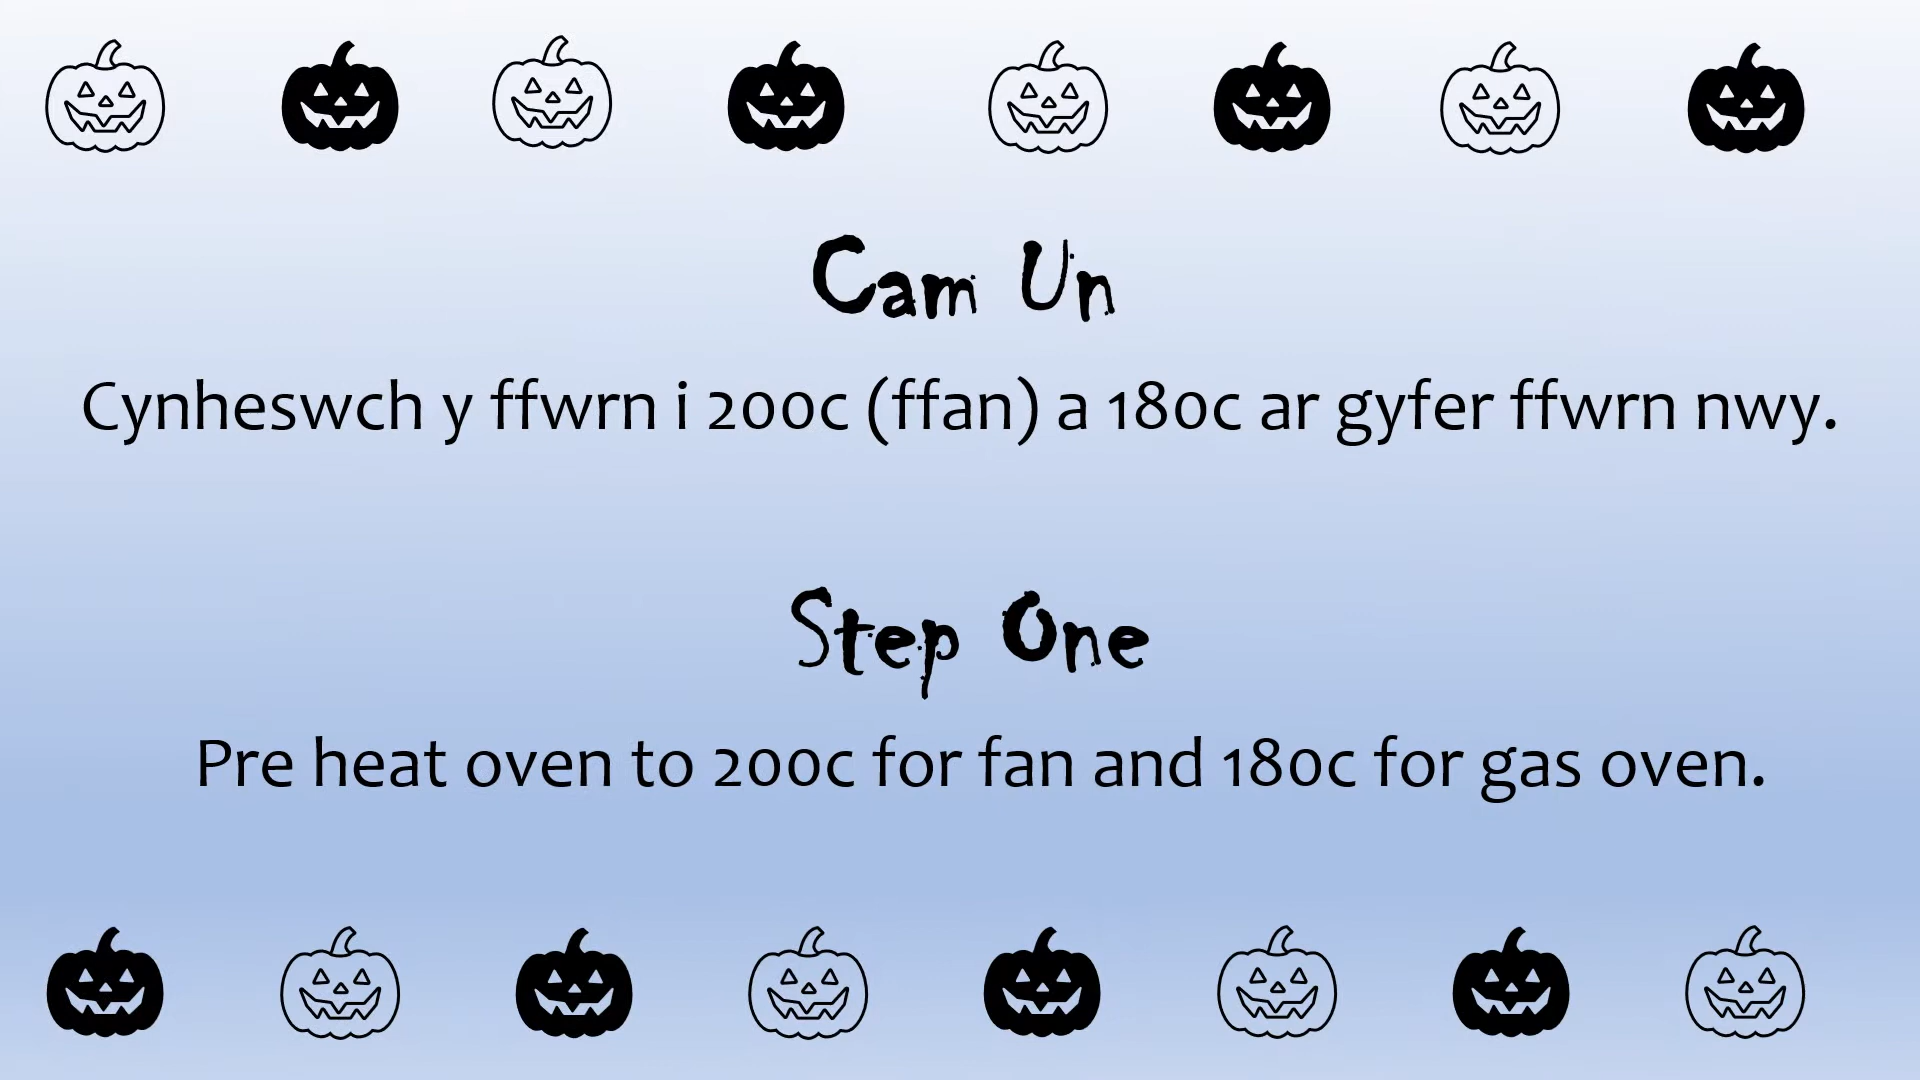 Cam Un
Cynheswch y ffwrn i 200c (ffan) a 180c ar gyfer ffwrn nwy.
Step One
Pre heat oven to 200c for fan and 180c for gas oven.